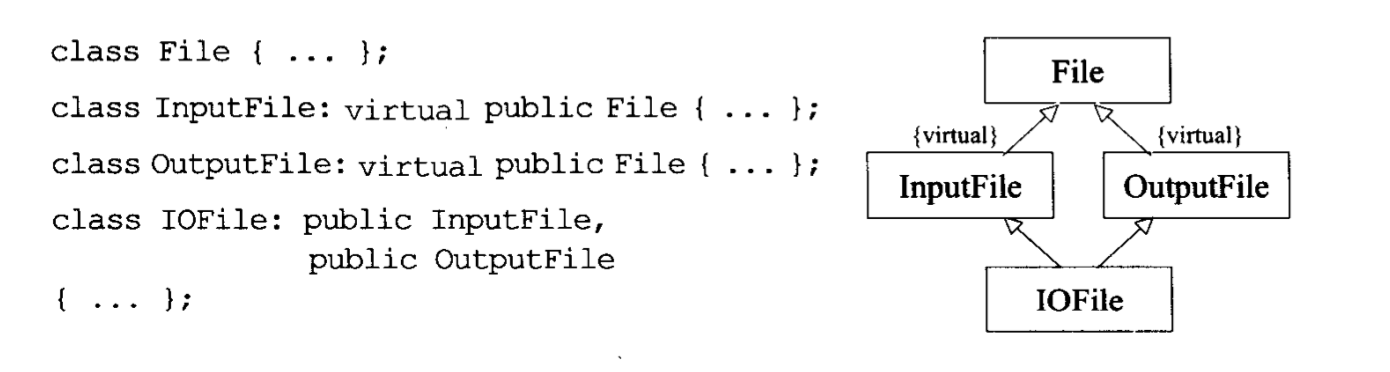 class File { ... };
class InputFile: virtual public File { ... };
class OutputFile: virtual public File { ... };
class IOFile: public InputFile,
public OutputFile
{ ... };
File
{virtual} {virtual}
InputFile OutputFile
IOFile